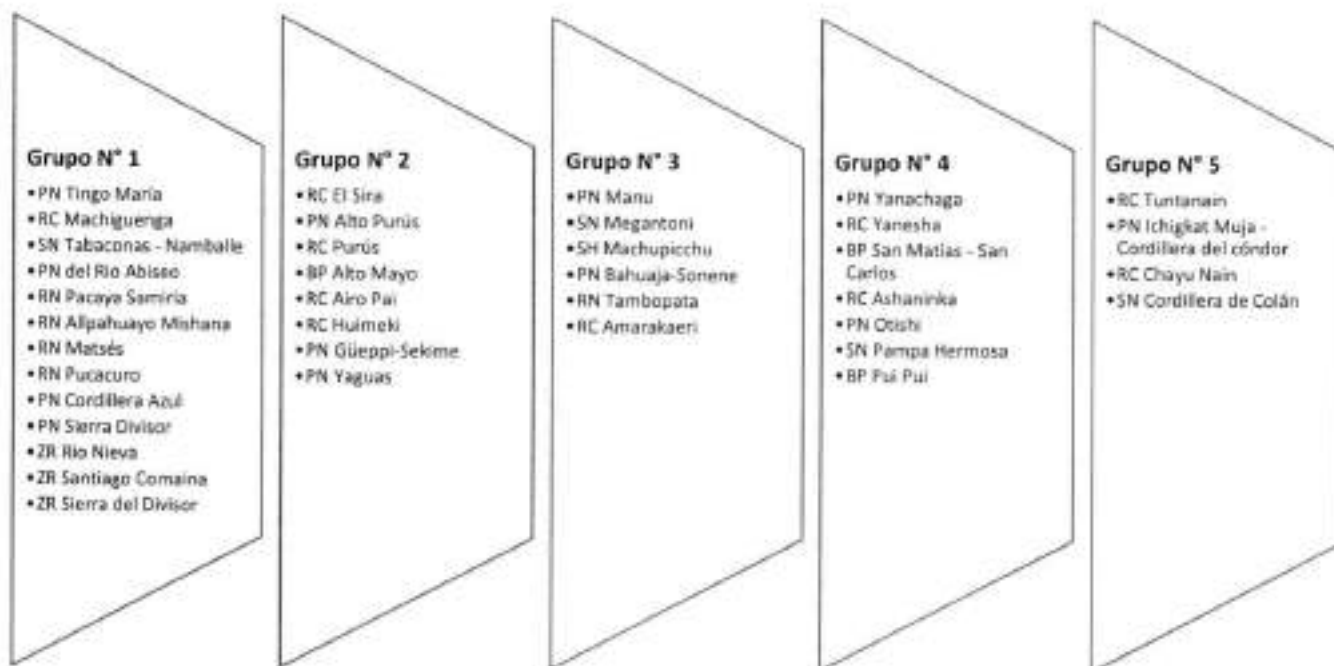 Grupo N° 1
•PN Tingo María
•RC Machiguenga
•SN Tabaconas - Namballe
•PN del Rio Abiseo
•RN Pacaya Samiria
•RN Allpahuayo Mishana
•RN Matsés
•RN Pucacuro
•PN Cordillera Azul
•PN Sierra Divisor
•ZR Rio Nieva
•ZR Santiago Comaina
•ZR Sierra del Divisor
Grupo N° 2
•RC El Sira
•PN Alto Purús
•RC Purús
•BP Alto Mayo
•RC Airo Pai
•RC Huimeki
•PN Güeppi-Sekime
•PN Yaguas
Grupo N° 3
•PN Manu
•SN Megantoni
•SH Machupicchu
•PN Bahuaja-Sonene
•RN Tambopata
•RC Amarakaeri
Grupo N° 4
•PN Yanachaga
•RC Yanesha
•BP San Matías - San
Carlos
•RC Ashaninka
•PN Otishi
•SN Pampa Hermosa
•BP Pui Pui
Grupo N° 5
•RC Tuntanain
•PN Ichigkat Muja -
Cordillera del cóndor
•RC Chayu Nain
•SN Cordillera de Colán